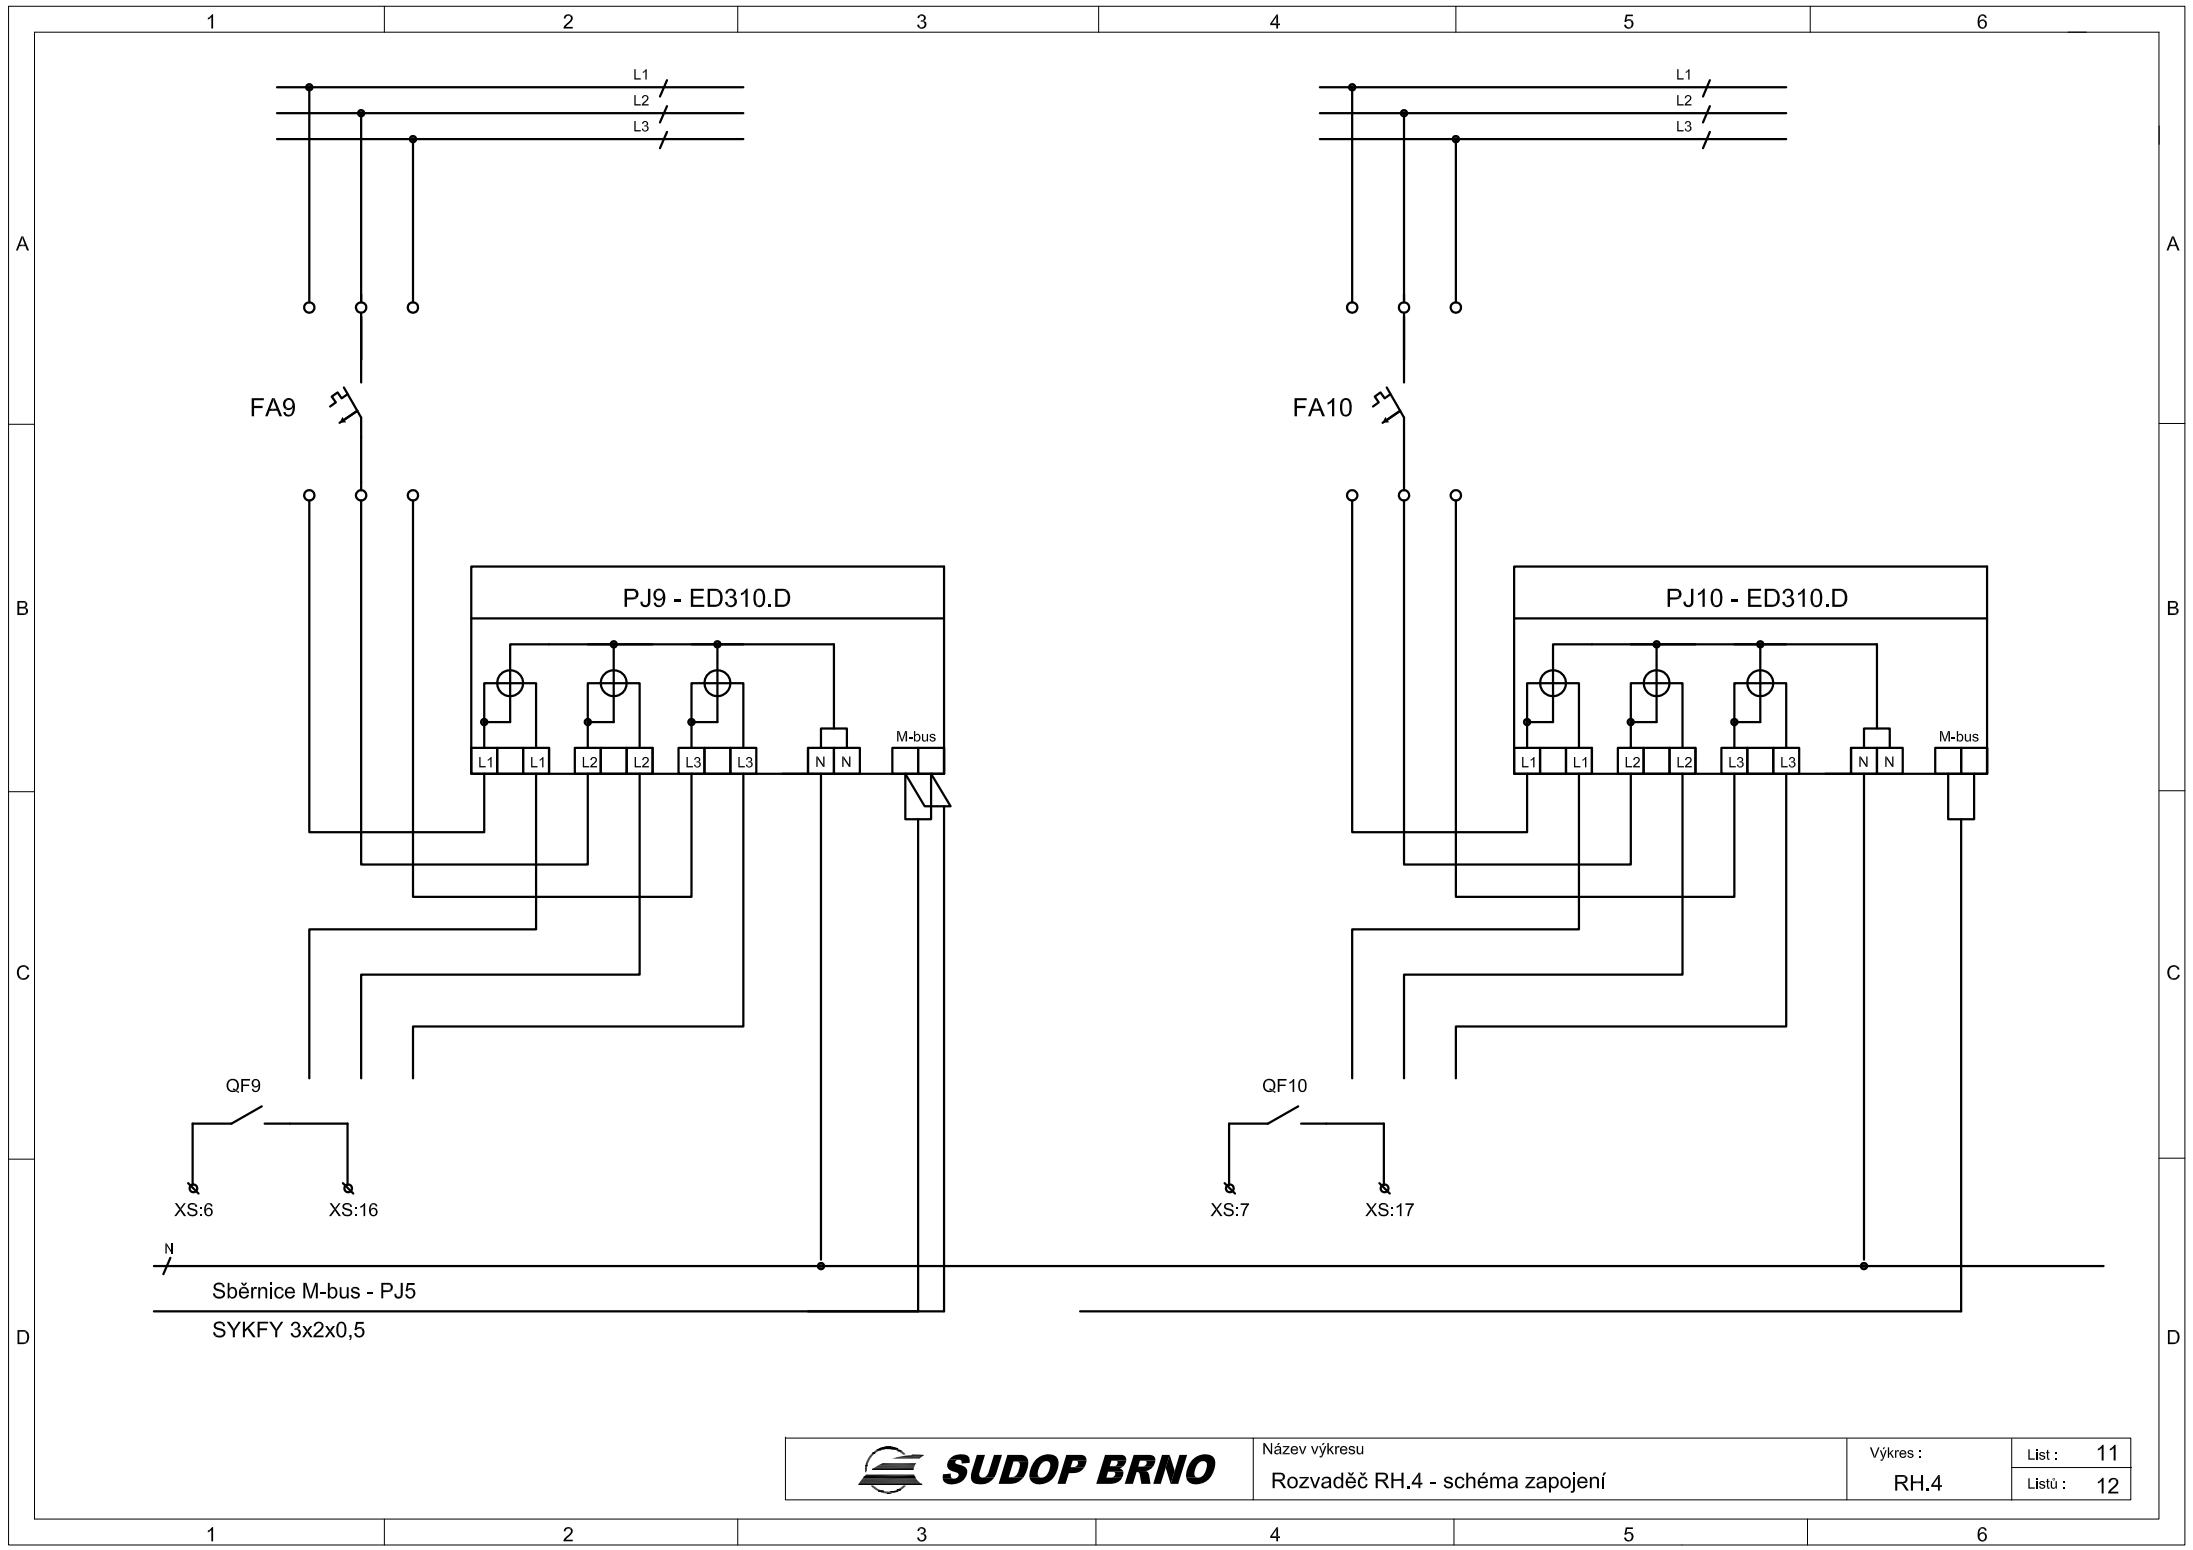 1 2 3 4 5 6
L1 L1
L2 L2
L3 L3
A A
FA9 FA10
PJ9 - ED310.D PJ10 - ED310.D
B B
M-bus M-bus
L1 L1 L2 L2 L3 L3 N N L1 L1 L2 L2 L3 L3 N N
C C
QF9 QF10
XS:6 XS:16 XS:7 XS:17
N
Sběrnice M-bus - PJ5
SYKFY 3x2x0,5
D D
SUDOP BRNO
Název výkresu
Rozvaděč RH.4 - schéma zapojení
Výkres :
RH.4
List : 11
Listů : 12
1 2 3 4 5 6